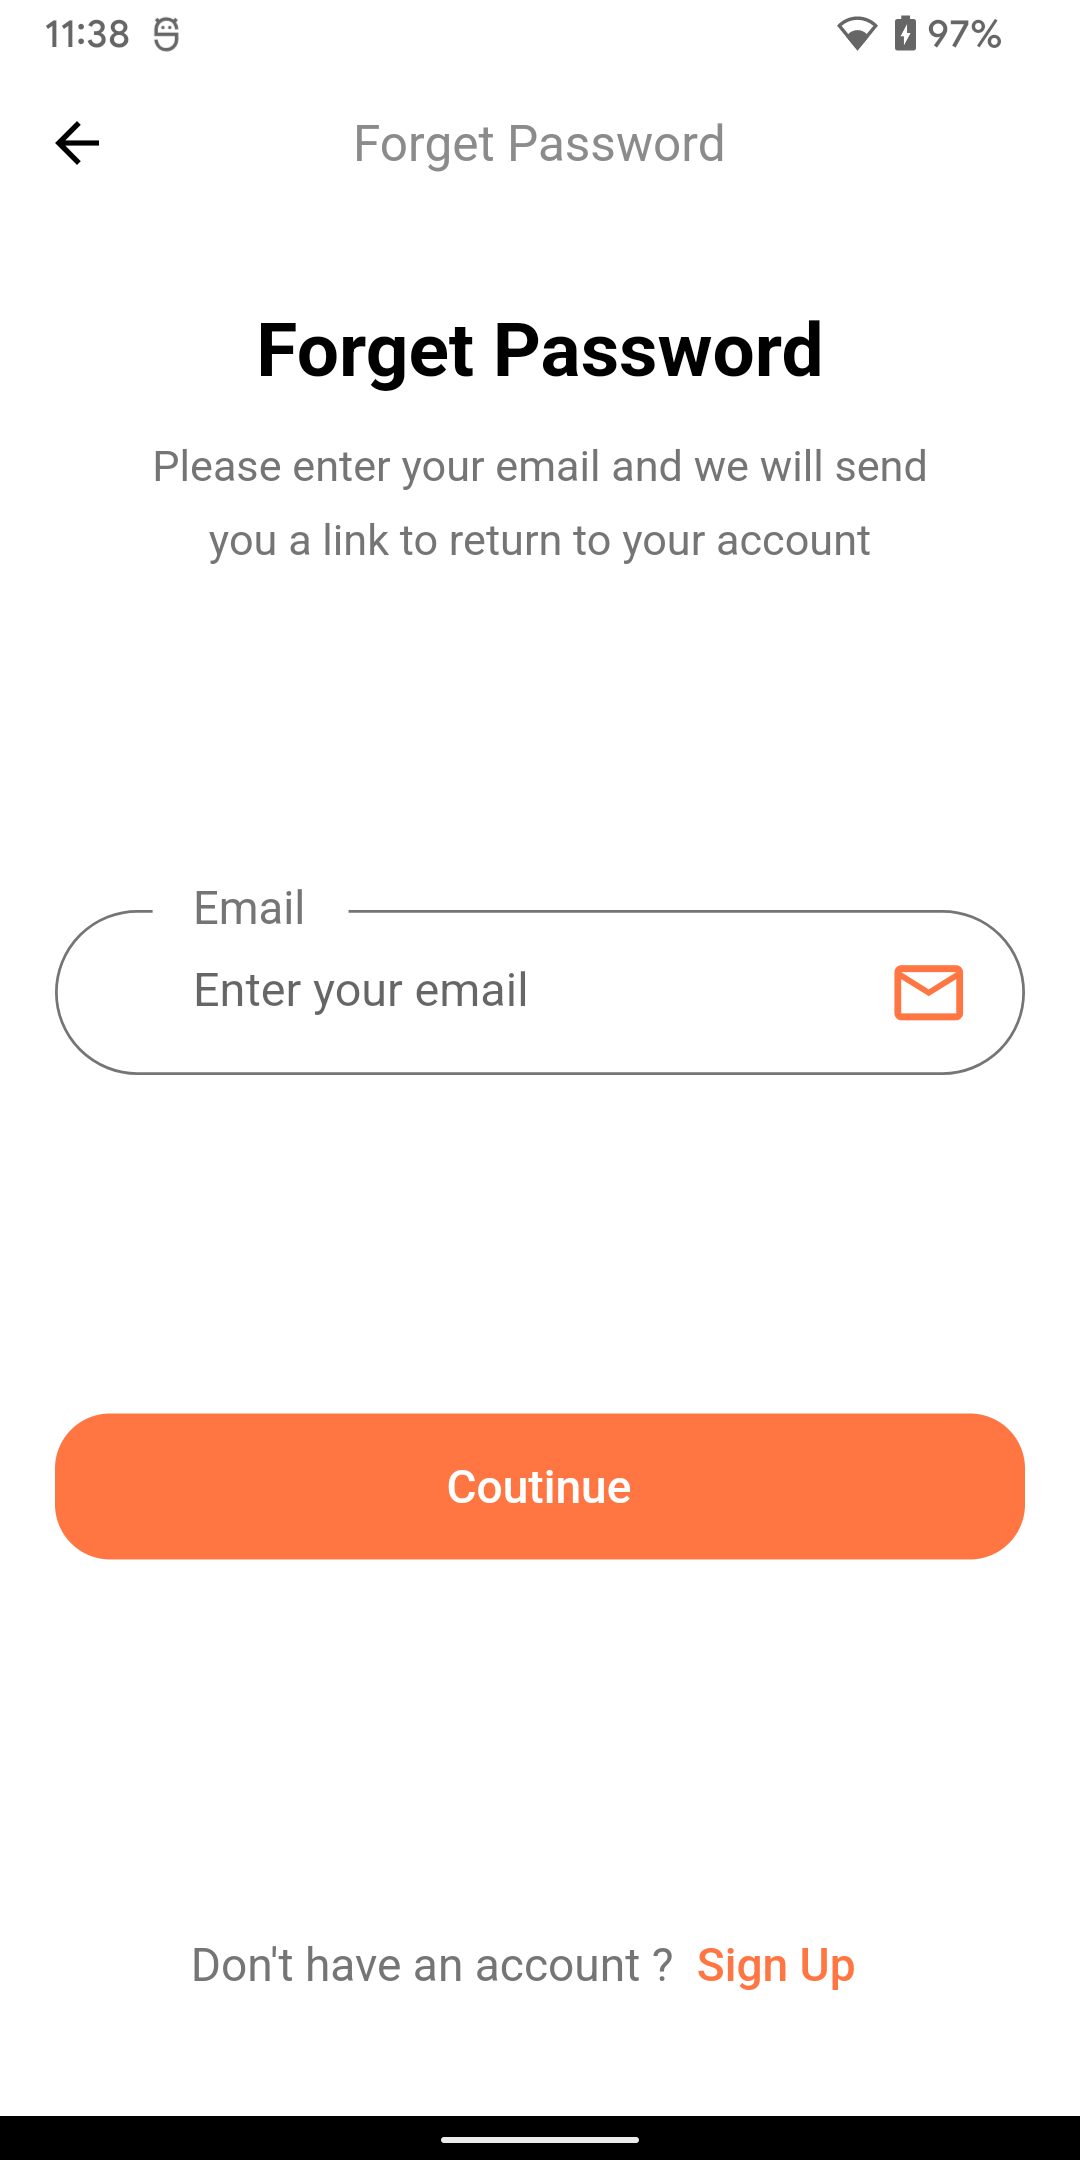 11:38 97%
Forget Password
Forget Password
Please enter your email and we will send
you a link to return to your account
Email
Enter your email
Coutinue
Don't have an account ? Sign Up